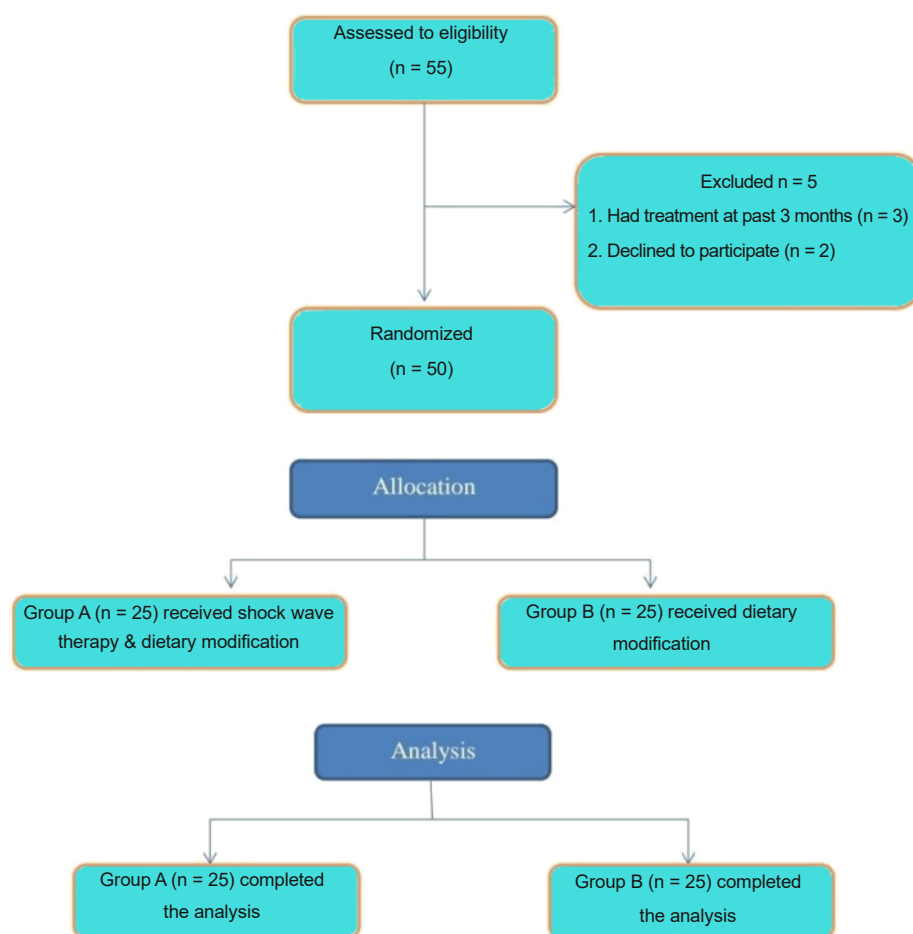 Assessed to eligibility
(n = 55)
Excluded n = 5
1. Had treatment at past 3 months (n = 3)
2. Declined to participate (n = 2)
Randomized
(n = 50)
Allocation
Group A (n = 25) received shock wave
therapy & dietary modification
Group B (n = 25) received dietary
modification
Analysis
Group A (n = 25) completed
the analysis
Group B (n = 25) completed
the analysis